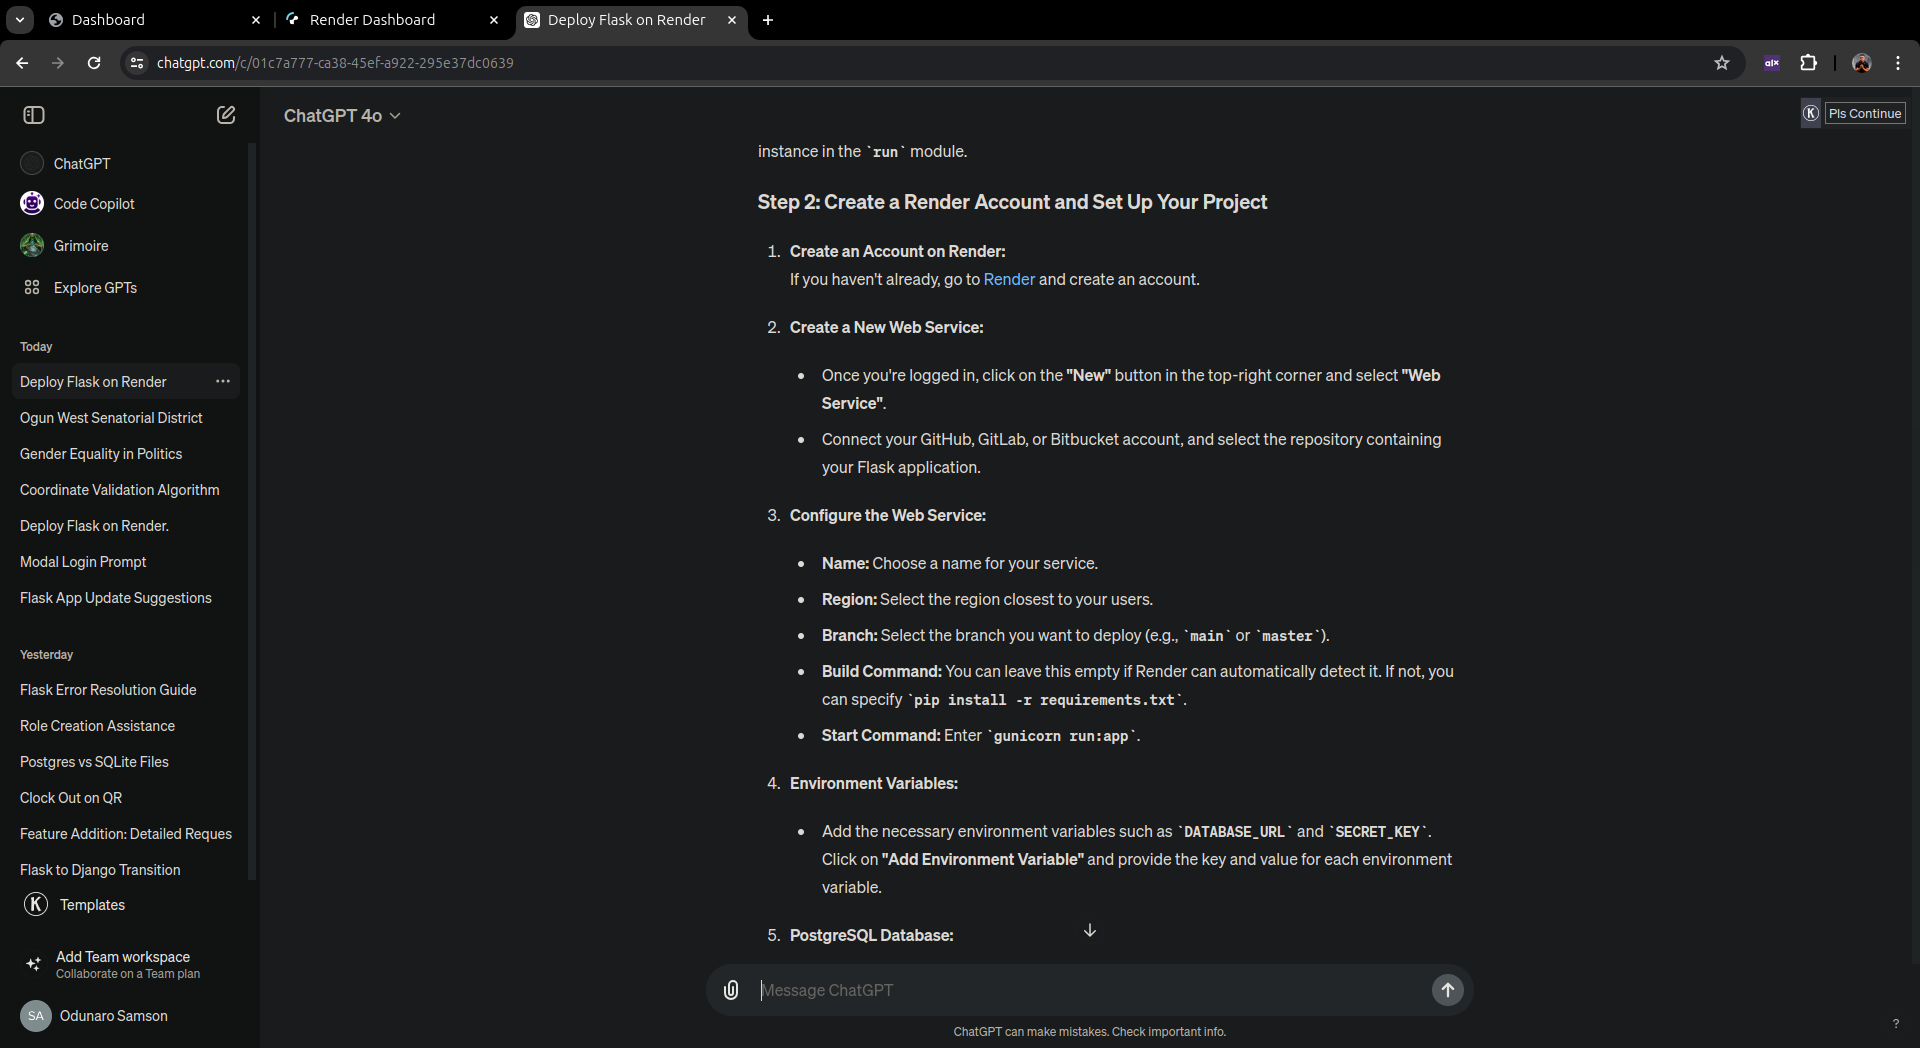 Dashboard
Render Dashboard
Deploy Flask on Render
chatgpt.com/c/01c7a777-ca38-45ef-a922-295e37dc0639
alx
ChatGPT 4o
K
Pls Continue
ChatGPT
Code Copilot
Grimoire
Explore GPTs
Today
Deploy Flask on Render
Ogun West Senatorial District
Gender Equality in Politics
Coordinate Validation Algorithm
Deploy Flask on Render.
Modal Login Prompt
Flask App Update Suggestions
Yesterday
Flask Error Resolution Guide
Role Creation Assistance
Postgres vs SQLite Files
Clock Out on QR
Feature Addition: Detailed Reques
Flask to Django Transition
K Templates
Add Team workspace
Collaborate on a Team plan
SA Odunaro Samson
instance in the `run` module.
Step 2: Create a Render Account and Set Up Your Project
1. Create an Account on Render:
If you haven't already, go to Render and create an account.
2. Create a New Web Service:
• Once you're logged in, click on the "New" button in the top-right corner and select "Web
Service".
• Connect your GitHub, GitLab, or Bitbucket account, and select the repository containing
your Flask application.
3. Configure the Web Service:
• Name: Choose a name for your service.
• Region: Select the region closest to your users.
• Branch: Select the branch you want to deploy (e.g., `main` or `master`).
• Build Command: You can leave this empty if Render can automatically detect it. If not, you
can specify `pip install -r requirements.txt`.
• Start Command: Enter `gunicorn run:app`.
4. Environment Variables:
• Add the necessary environment variables such as `DATABASE_URL` and `SECRET_KEY`.
Click on "Add Environment Variable" and provide the key and value for each environment
variable.
5. PostgreSQL Database:
Message ChatGPT
ChatGPT can make mistakes. Check important info.
?